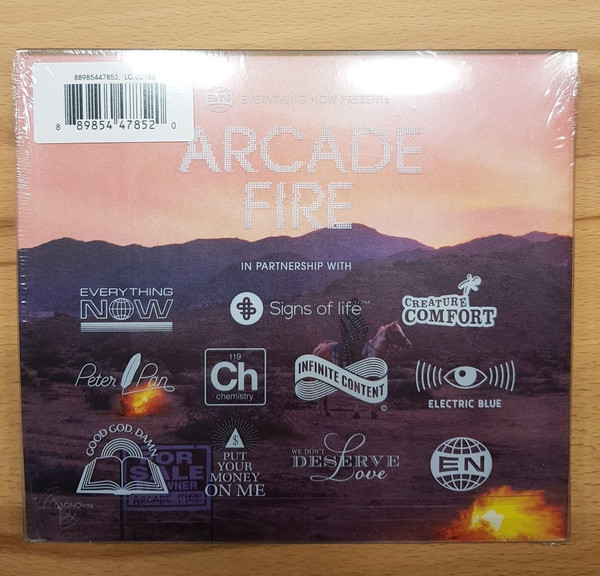 88985447852. LC 00162
8 89854 47852 0
EN EVERYTHING NOW PRESENTS
ARCADE
FIRE
IN PARTNERSHIP WITH
EVERYTHING
NOW
Signs of life™
CREATURE
COMFORT
Peter Pan
119
Ch
chemistry
INFINITE CONTENT
©
ELECTRIC BLUE
GOOD GOD DAMN
$
PUT
YOUR
MONEY
ON ME
WE DON'T
DESERVE
Love
EN
FOR
SALE
OWNER
ARCADE FIRE
SONOvox